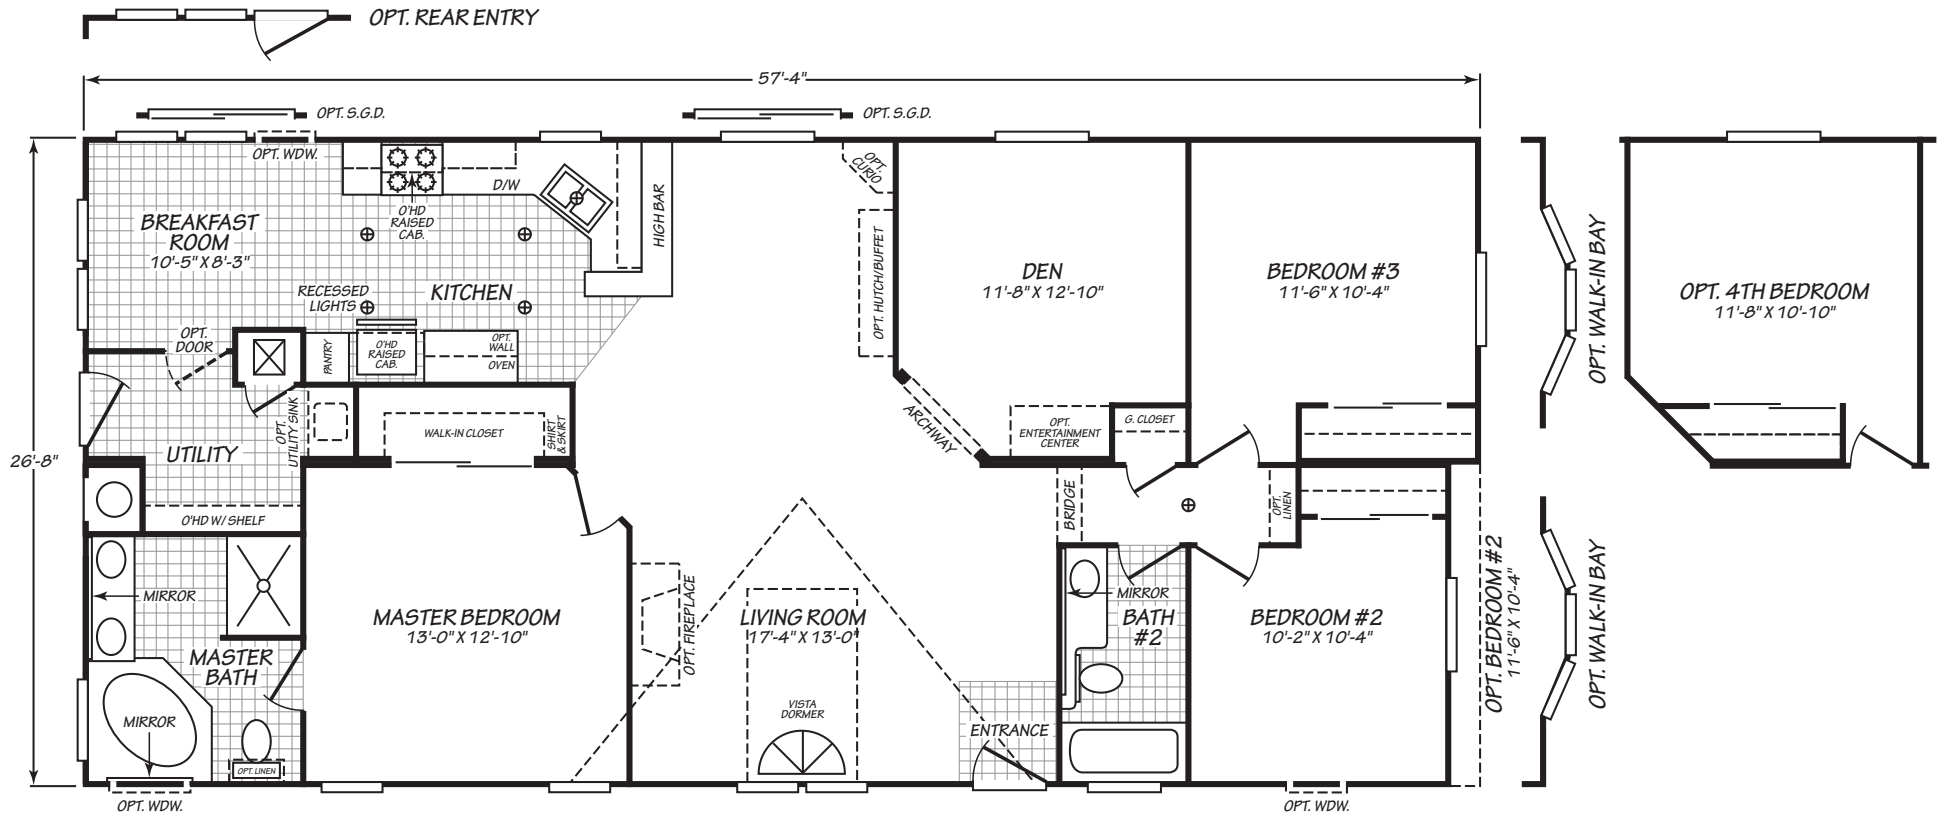 OPT. REAR ENTRY
57'-4"
OPT. S.G.D.
OPT. S.G.D.
OPT. WDW.
D/W
O'HD
RAISED
CAB.
HIGH BAR
OPT.
CURIO
BREAKFAST
ROOM
10'-5" X 8'-3"
RECESSED
LIGHTS
KITCHEN
OPT. HUTCH/BUFFET
DEN
11'-8" X 12'-10"
BEDROOM #3
11'-6" X 10'-4"
OPT. WALK-IN BAY
OPT. 4TH BEDROOM
11'-8" X 10'-10"
OPT.
DOOR
PANTRY
O'HD
RAISED
CAB.
OPT.
WALL
OVEN
ARCHWAY
OPT.
UTILITY SINK
WALK-IN CLOSET
SHIRT
& SKIRT
OPT.
ENTERTAINMENT
CENTER
G. CLOSET
26'-8"
UTILITY
O'HD W/ SHELF
BRIDGE
OPT.
LINEN
MIRROR
MASTER
BATH
MIRROR
OPT. LINEN
OPT. WDW.
MASTER BEDROOM
13'-0" X 12'-10"
OPT. FIREPLACE
LIVING ROOM
17'-4" X 13'-0"
VISTA
DORMER
ENTRANCE
MIRROR
BATH
#2
BEDROOM #2
10'-2" X 10'-4"
OPT. WDW.
OPT. BEDROOM #2
11'-6" X 10'-4"
OPT. WALK-IN BAY